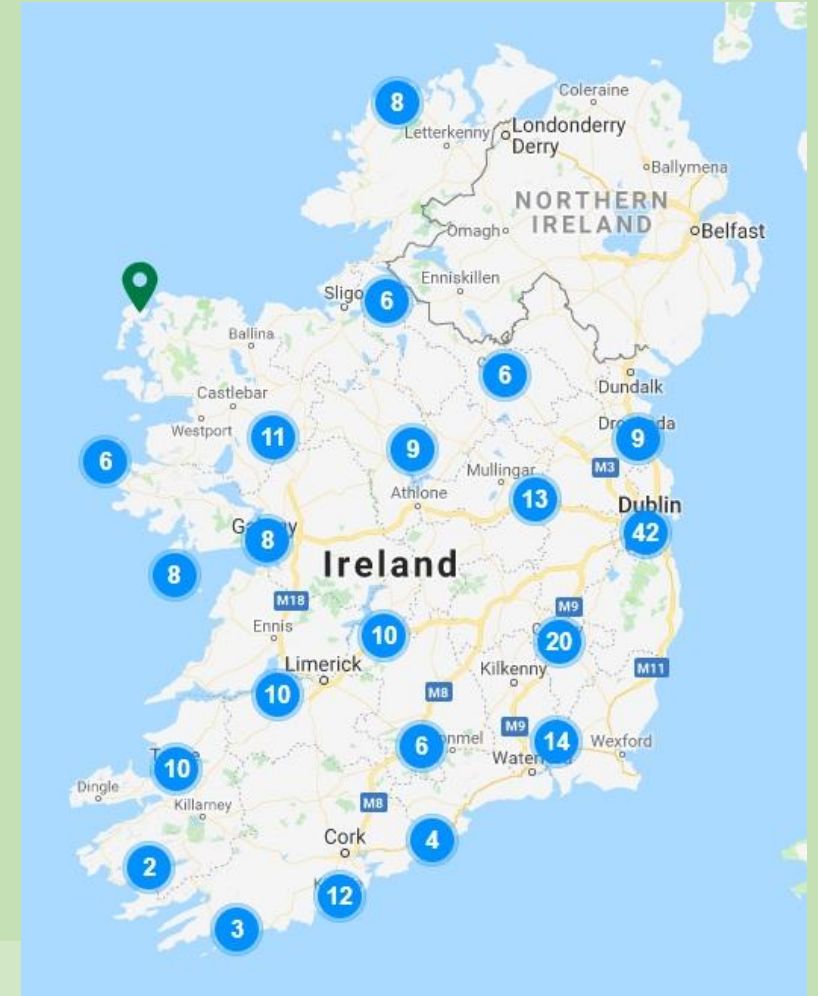 Coleraine
8
Letterkenny
Londonderry
Derry
Ballymena
NORTHERN
IRELAND
Omagh
Belfast
Enniskillen
Sligo
6
Ballina
6
Dundalk
Castlebar
Westport
11
9
9
6
Mullingar
M3
Athlone
13
Dublin
42
8
Ireland
8
M18
M9
Ennis
10
20
Limerick
Kilkenny
M11
10
M8
M9
6
14
Wexford
10
Dingle
Killarney
M8
Cork
4
2
12
3